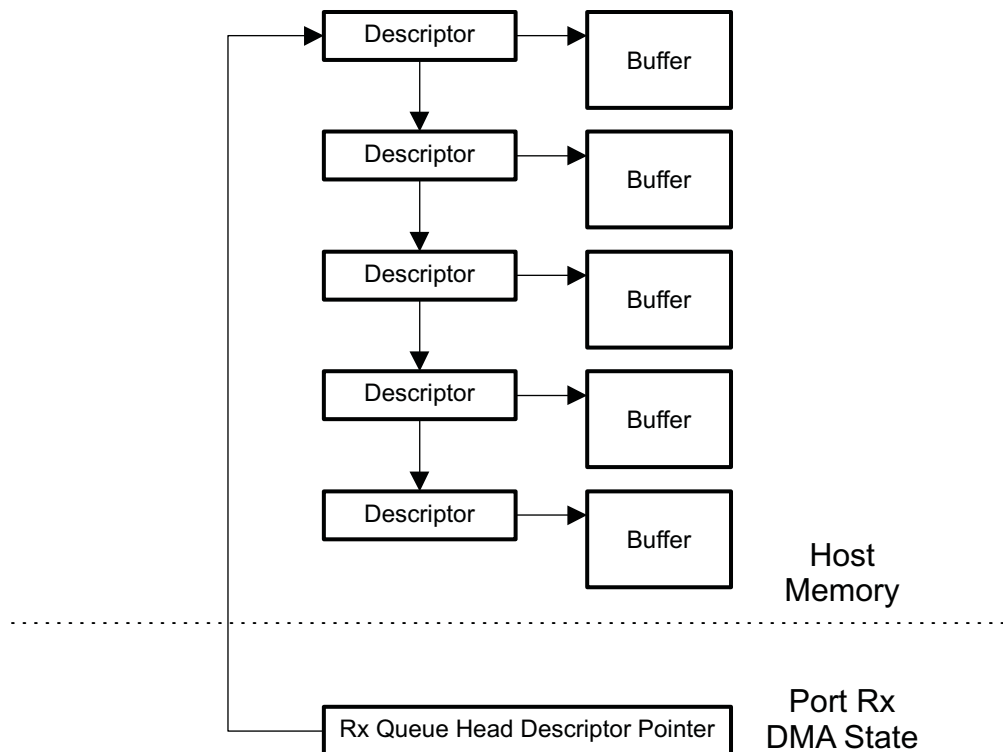 Descriptor
Buffer
Descriptor
Buffer
Descriptor
Buffer
Descriptor
Buffer
Descriptor
Buffer
Host
Memory
Rx Queue Head Descriptor Pointer
Port Rx
DMA State